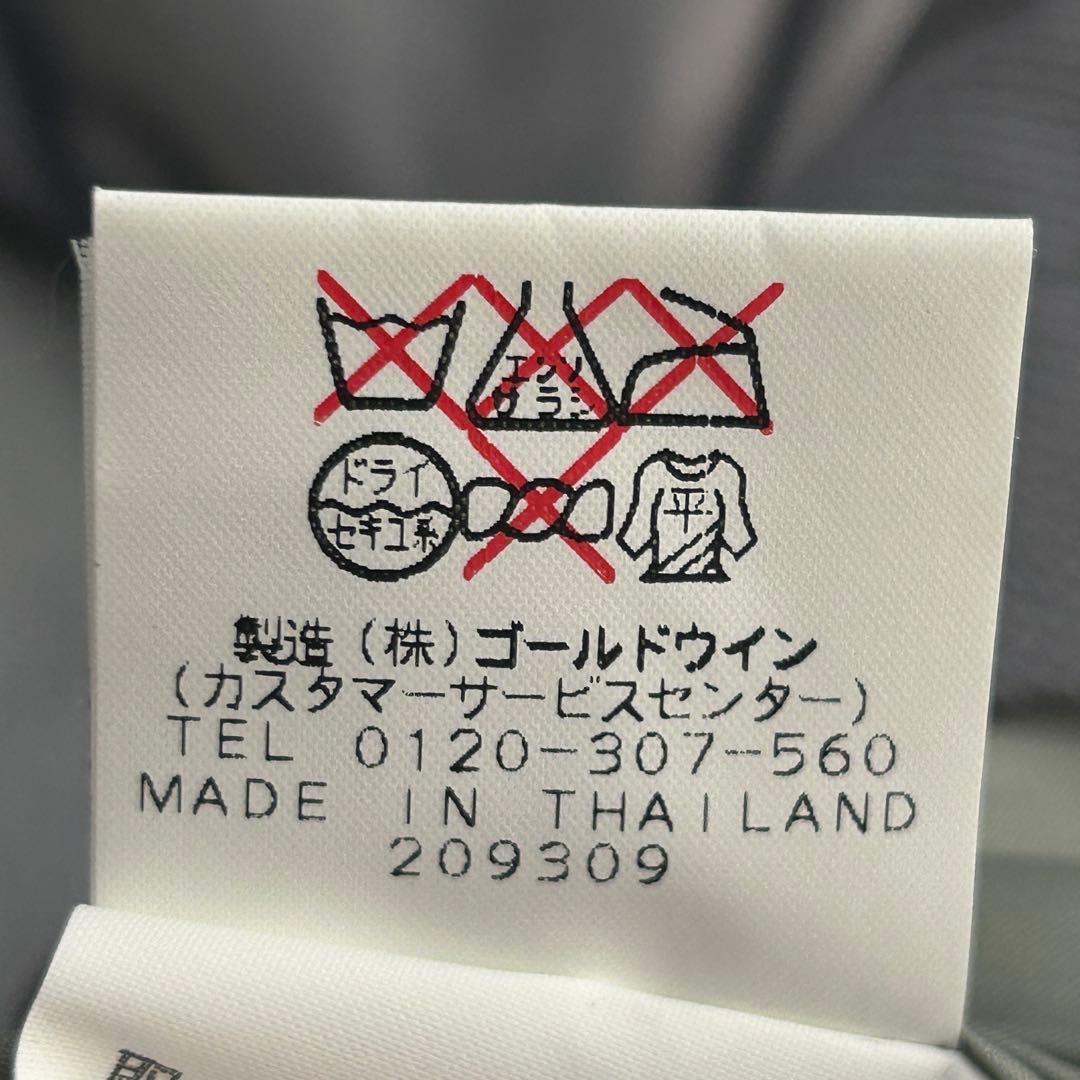 エンソ
サラシ
ドライ
セキユ系
平
製造(株)ゴールドウイン
(カスタマーサービスセンター)
TEL 0120-307-560
MADE IN THAILAND
209309